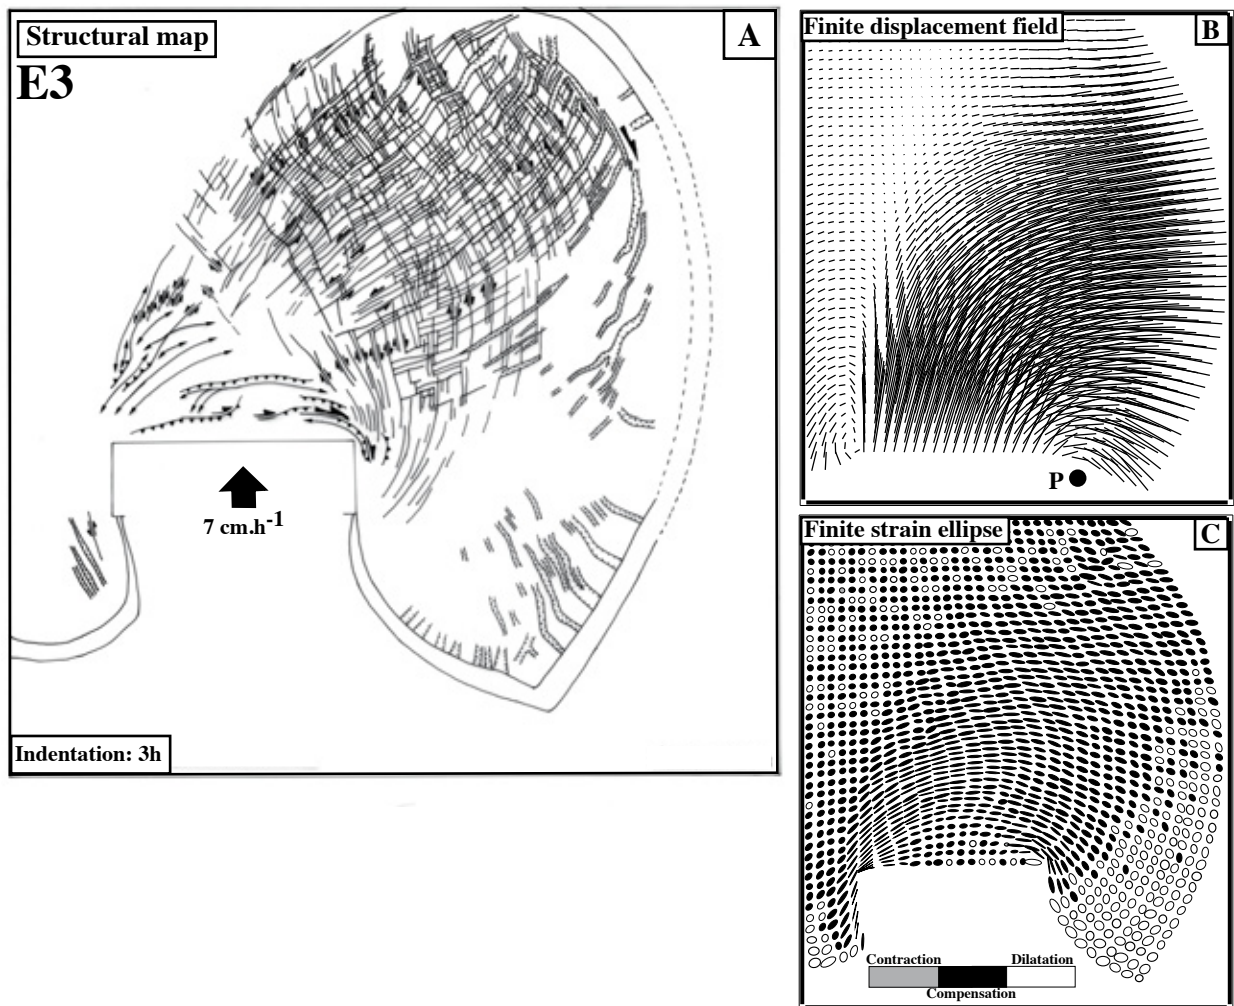 Structural map
A
E3
7 cm.h-1
Indentation: 3h
Finite displacement field
B
P
Finite strain ellipse
C
Contraction
Dilatation
Compensation